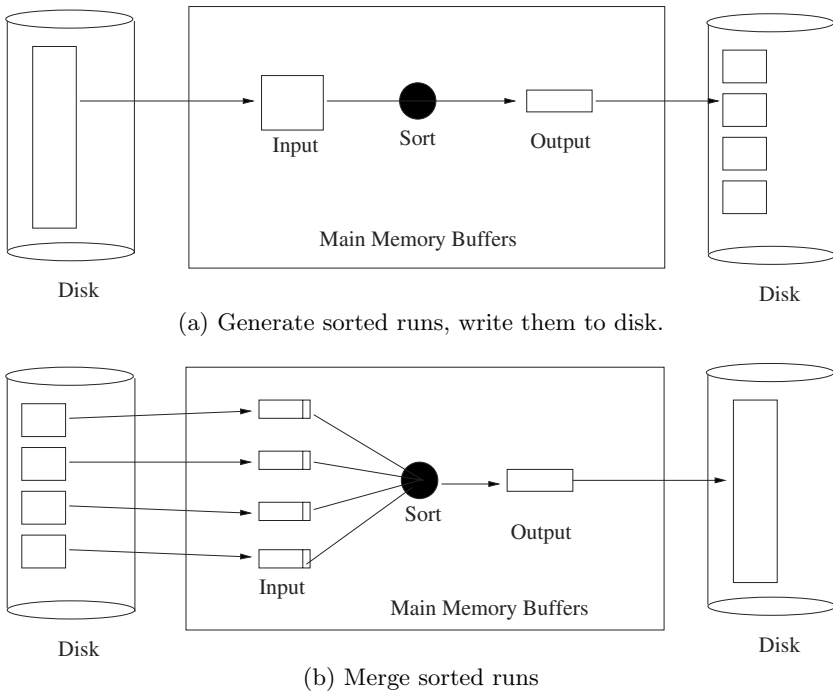 Input
Sort
Output
Main Memory Buffers
Disk
Disk
(a) Generate sorted runs, write them to disk.
Sort
Output
Input
Main Memory Buffers
Disk
Disk
(b) Merge sorted runs